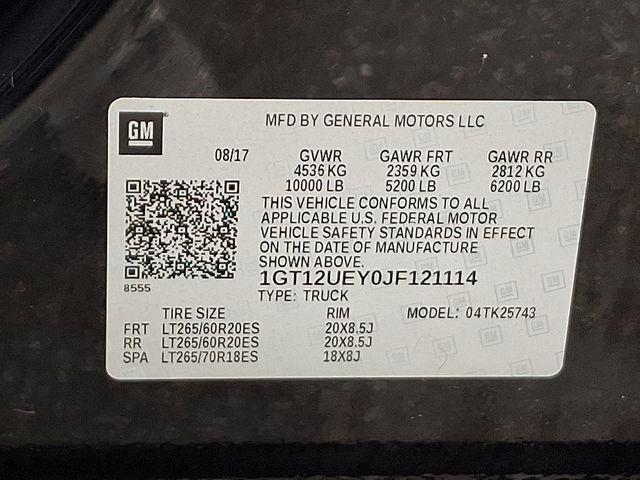 GM
MFD BY GENERAL MOTORS LLC
08/17 GVWR GAWR FRT GAWR RR
4536 KG 2359 KG 2812 KG
10000 LB 5200 LB 6200 LB
THIS VEHICLE CONFORMS TO ALL
APPLICABLE U.S. FEDERAL MOTOR
VEHICLE SAFETY STANDARDS IN EFFECT
ON THE DATE OF MANUFACTURE
SHOWN ABOVE.
8555
1GT12UEY0JF121114
TYPE: TRUCK
TIRE SIZE RIM MODEL: 04TK25743
FRT LT265/60R20ES 20X8.5J
RR LT265/60R20ES 20X8.5J
SPA LT265/70R18ES 18X8J